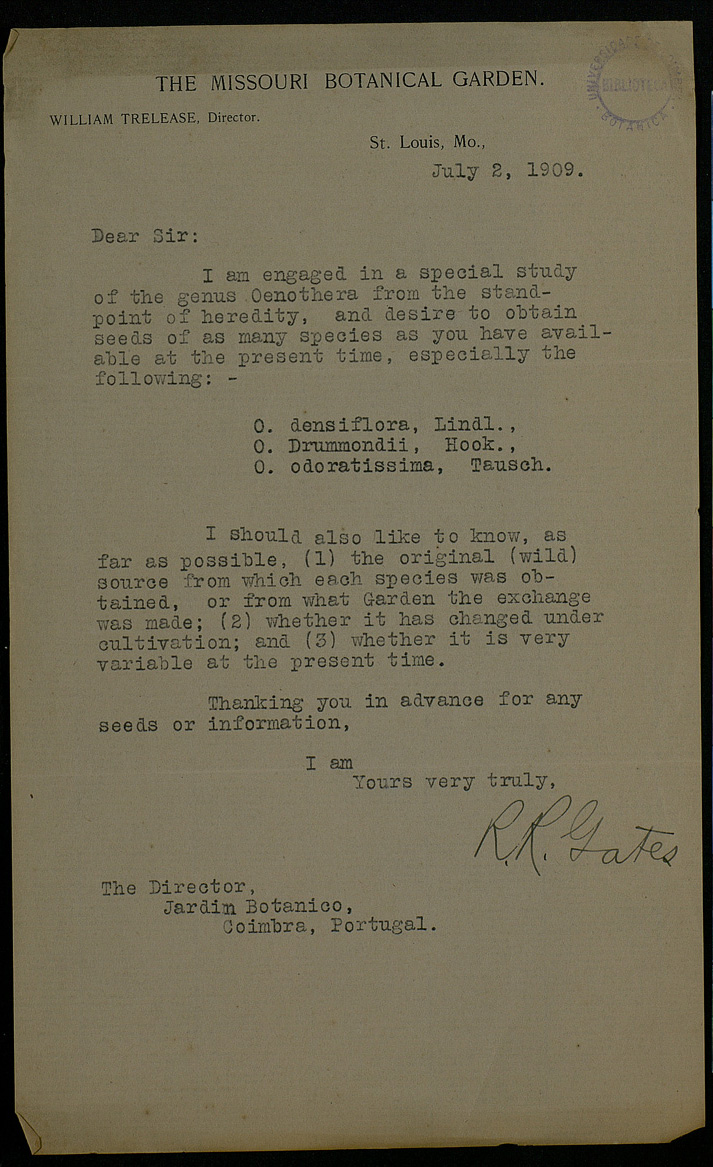 THE MISSOURI BOTANICAL GARDEN.
BIBLIOTECA
BOTANICA
WILLIAM TRELEASE, Director.
St. Louis, Mo.,
July 2, 1909.
Dear Sir:
I am engaged in a special study
of the genus Oenothera from the stand-
point of heredity, and desire to obtain
seeds of as many species as you have avail-
able at the present time, especially the
following: -
O. densiflora, Lindl.,
O. Drummondii, Hook.,
O. odoratissima, Tausch.
I should also like to know, as
far as possible, (1) the original (wild)
source from which each species was ob-
tained, or from what Garden the exchange
was made; (2) whether it has changed under
cultivation; and (3) whether it is very
variable at the present time.
Thanking you in advance for any
seeds or information,
I am
Yours very truly,
R.R. Gates
The Director,
Jardim Botanico,
Coimbra, Portugal.